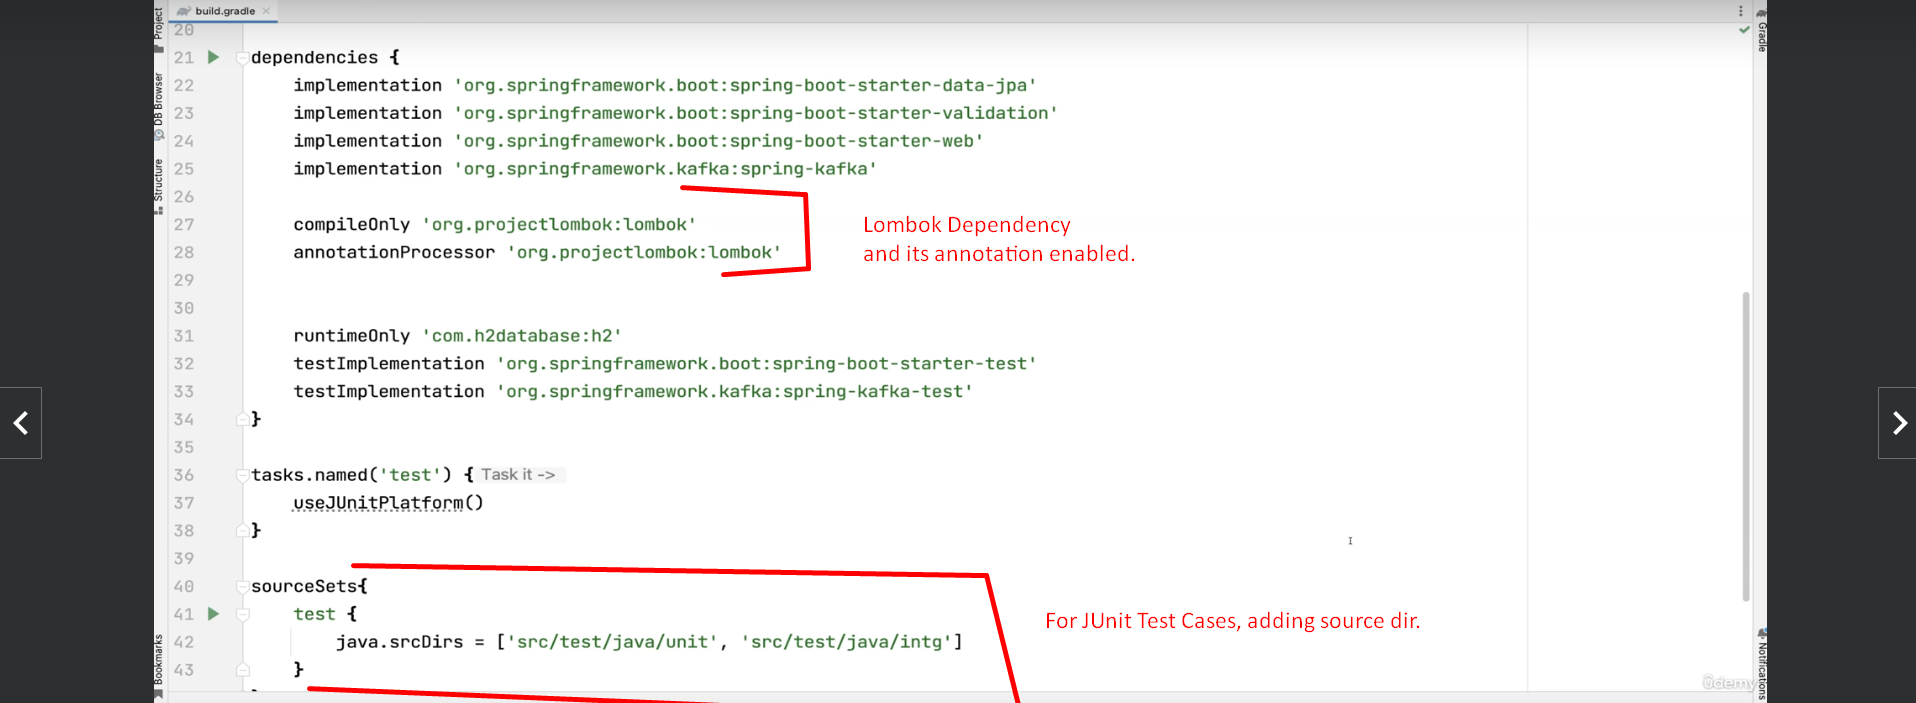 build.gradle
Project
20
21 dependencies {
22 implementation 'org.springframework.boot:spring-boot-starter-data-jpa'
23 implementation 'org.springframework.boot:spring-boot-starter-validation'
24 implementation 'org.springframework.boot:spring-boot-starter-web'
25 implementation 'org.springframework.kafka:spring-kafka'
26
27 compileOnly 'org.projectlombok:lombok'
28 annotationProcessor 'org.projectlombok:lombok'
29
30
31 runtimeOnly 'com.h2database:h2'
32 testImplementation 'org.springframework.boot:spring-boot-starter-test'
33 testImplementation 'org.springframework.kafka:spring-kafka-test'
34 }
35
36 tasks.named('test') { Task it ->
37 useJUnitPlatform()
38 }
39
40 sourceSets{
41 test {
42 java.srcDirs = ['src/test/java/unit', 'src/test/java/intg']
43 }
Lombok Dependency
and its annotation enabled.
For JUnit Test Cases, adding source dir.
DB Browser
Structure
Bookmarks
Gradle
Notifications
ûdemy